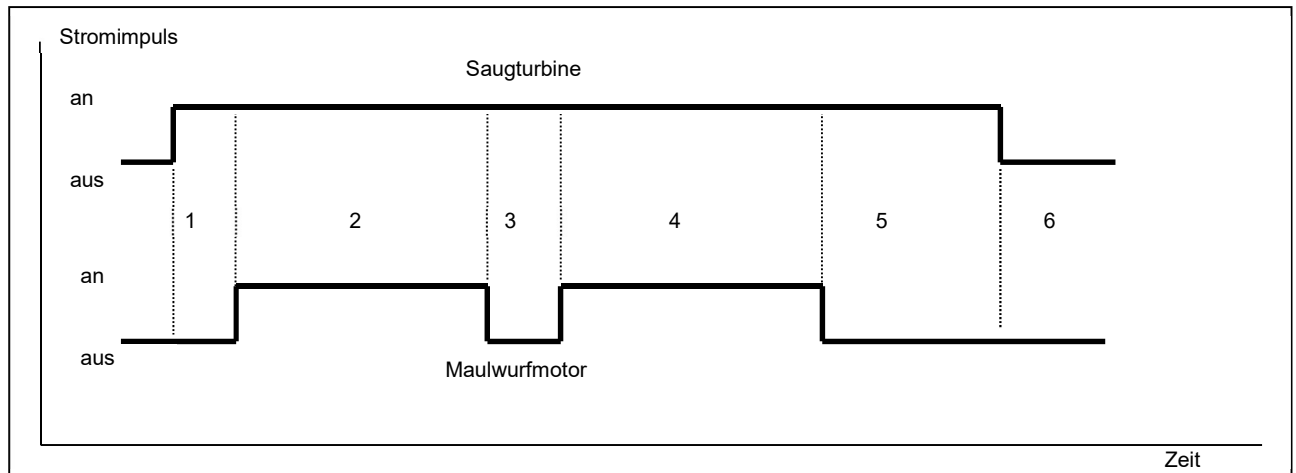 Stromimpuls
Saugturbine
an
aus
1 2 3 4 5 6
an
aus
Maulwurfmotor
Zeit